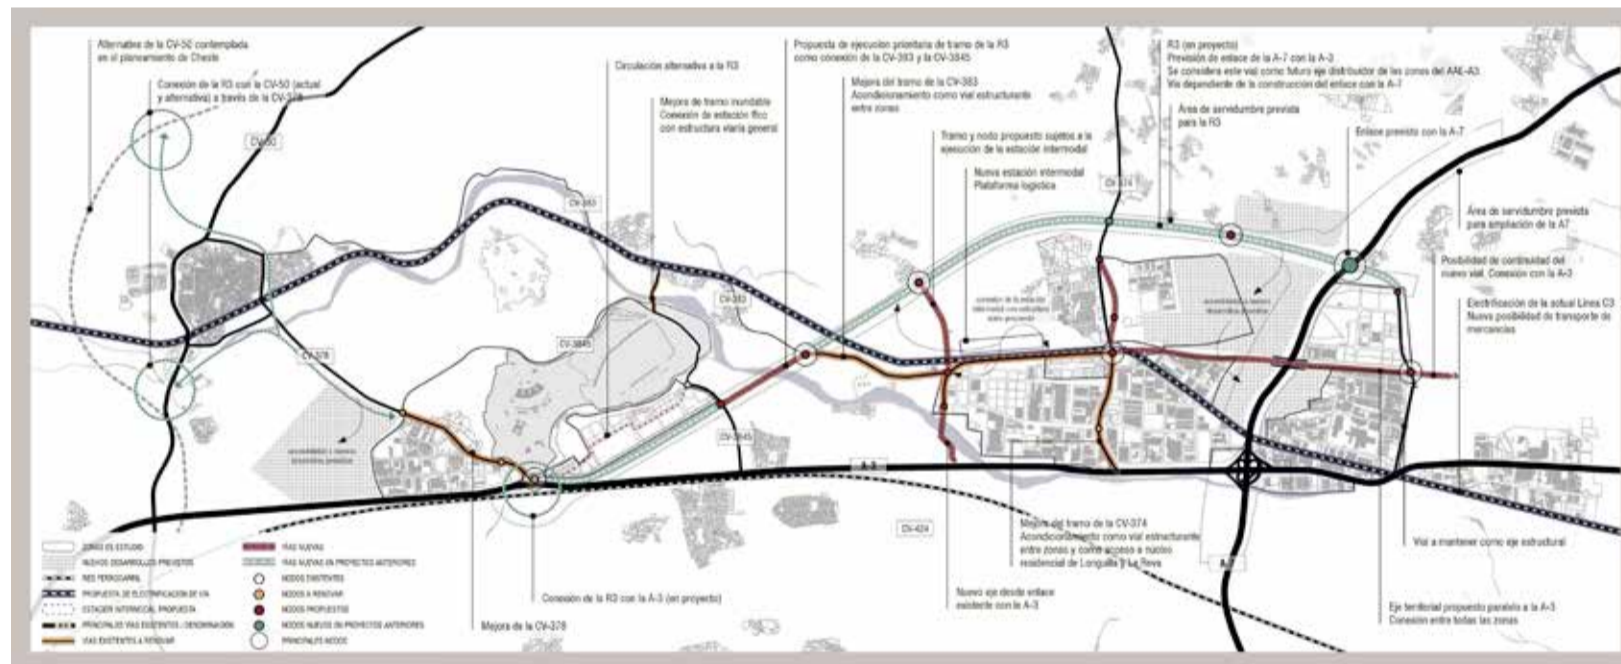 Alternativa de la CV-50 contemplada
en el planeamiento de Cheste
Conexión de la R3 con la CV-50 (actual
y alternativa) a través de la CV-378
Circulación alternativa a la R3
Mejora de tramo inundable
Conexión de estación ffcc
con estructura viaria general
Propuesta de ejecución prioritaria de tramo de la R3
como conexión de la CV-383 y la CV-3845
Mejora del tramo de la CV-383
Acondicionamiento como vial estructurante
entre zonas
Tramo y nodo propuesto sujetos a la
ejecución de la estación intermodal
Nueva estación intermodal
Plataforma logística
R3 (en proyecto)
Previsión de enlace de la A-7 con la A-3
Se considera este vial como futuro eje distribuidor de las zonas del AAE-A3.
Vía dependiente de la construcción del enlace con la A-7
Área de servidumbre prevista
para la R3
Enlace previsto con la A-7
Área de servidumbre prevista
para ampliación de la A7
Posibilidad de continuidad del
nuevo vial. Conexión con la A-3
Electrificación de la actual Línea C3
Nueva posibilidad de transporte de
mercancías
CV-50
CV-383
CV-374
CV-383
CV-3845
CV-378
CV-3845
A-3
CV-424
A-7
Mejora del tramo de la CV-374
Acondicionamiento como vial estructurante
entre zonas y como acceso a núcleo
residencial de Loriguilla y La Reva
Vial a mantener como eje estructural
Nuevo eje desde enlace
existente con la A-3
Eje territorial propuesto paralelo a la A-3
Conexión entre todas las zonas
Conexión de la R3 con la A-3 (en proyecto)
Mejora de la CV-378
ZONAS DE ESTUDIO
NUEVOS DESARROLLOS PREVISTOS
RED FERROCARRIL
PROPUESTA DE ELECTRIFICACIÓN DE VÍA
ESTACIÓN INTERMODAL PROPUESTA
PRINCIPALES VÍAS EXISTENTES / DENOMINACIÓN
VÍAS EXISTENTES A RENOVAR
VÍAS NUEVAS
VÍAS NUEVAS EN PROYECTOS ANTERIORES
NODOS EXISTENTES
NODOS A RENOVAR
NODOS PROPUESTOS
NODOS NUEVOS EN PROYECTOS ANTERIORES
PRINCIPALES NODOS